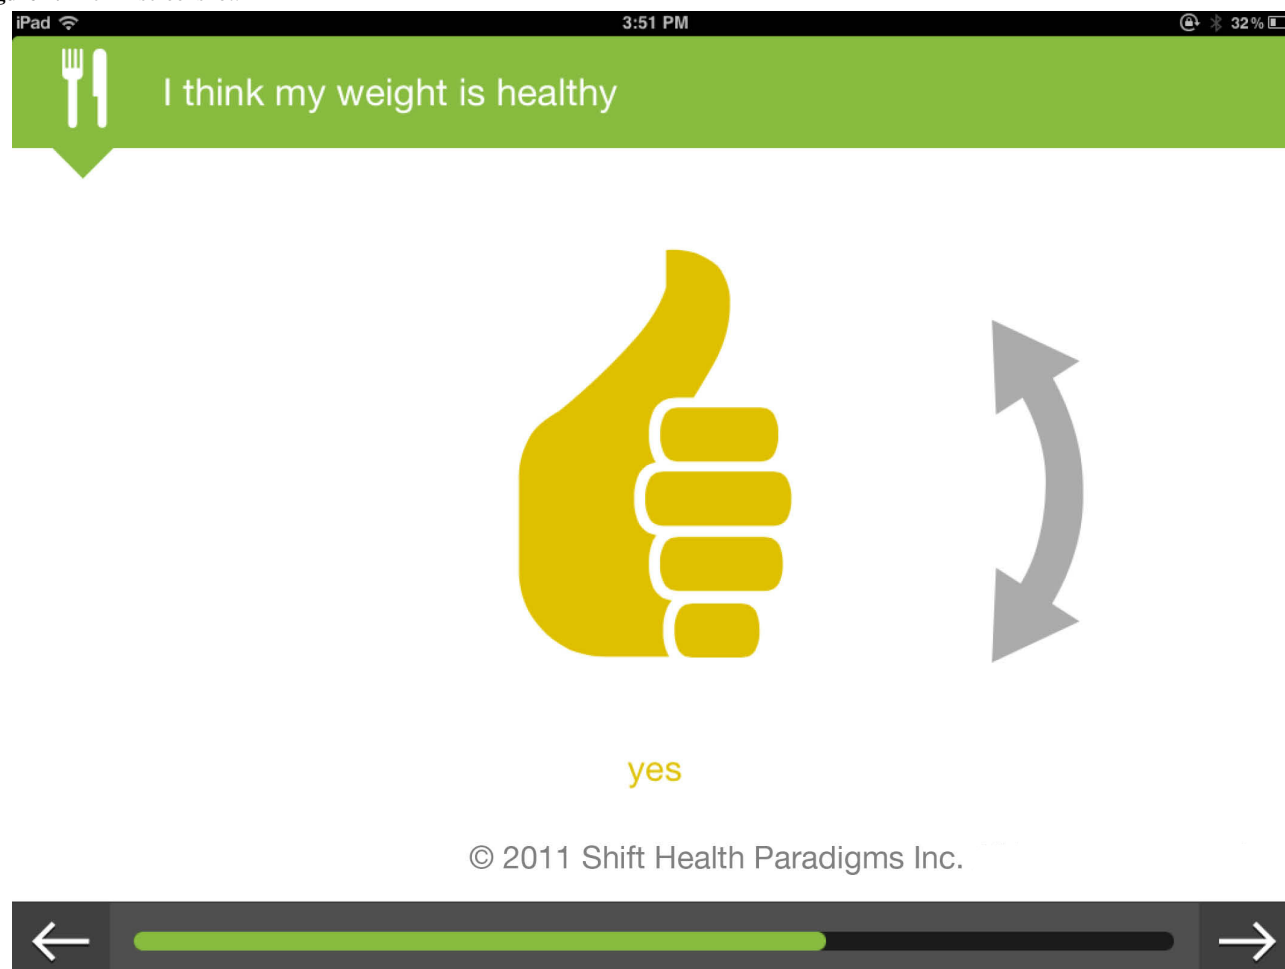 iPad 3:51 PM 32%
I think my weight is healthy
yes
© 2011 Shift Health Paradigms Inc.